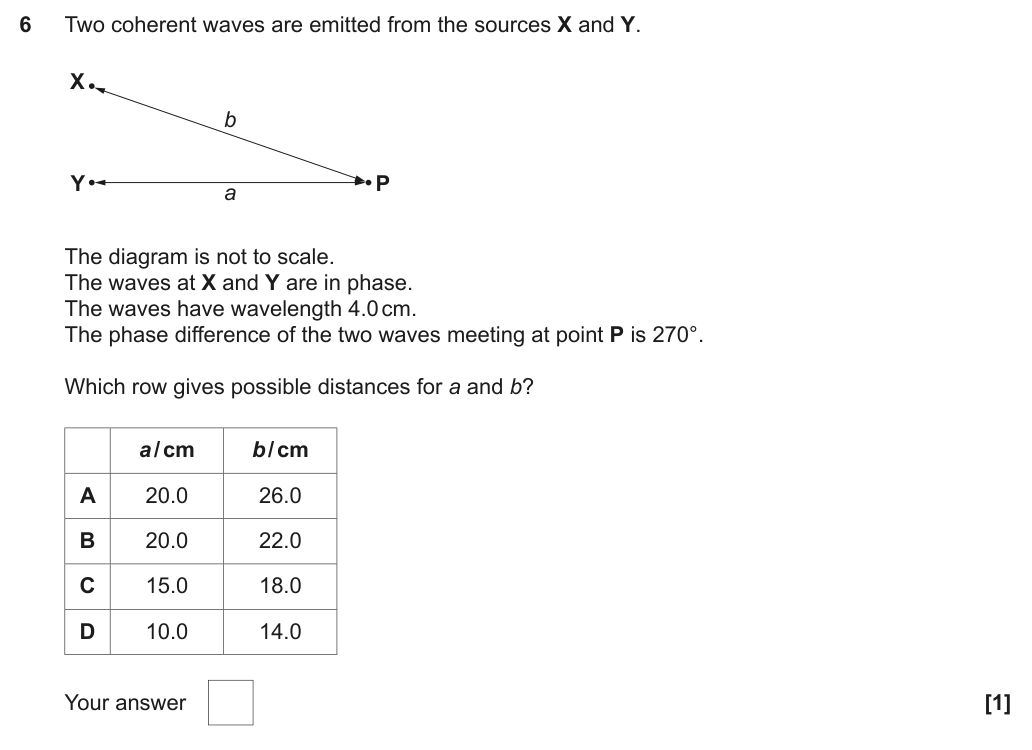 6 Two coherent waves are emitted from the sources X and Y.
X
b
Y
P
a
The diagram is not to scale.
The waves at X and Y are in phase.
The waves have wavelength 4.0 cm.
The phase difference of the two waves meeting at point P is 270°.
Which row gives possible distances for a and b?
a / cm b / cm
A 20.0 26.0
B 20.0 22.0
C 15.0 18.0
D 10.0 14.0
Your answer [1]